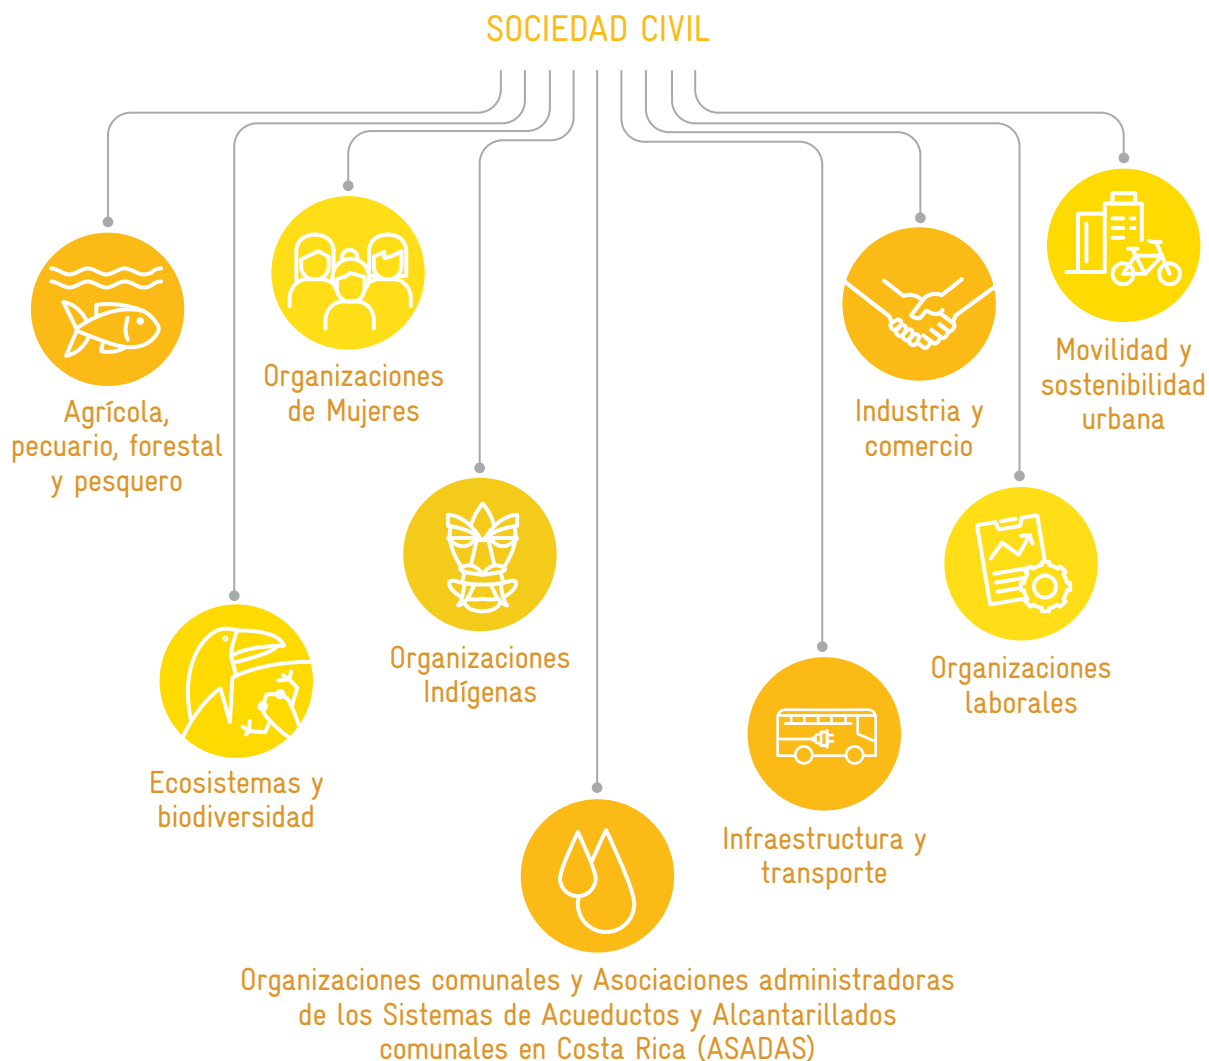 SOCIEDAD CIVIL
Agrícola,
pecuario, forestal
y pesquero
Organizaciones
de Mujeres
Industria y
comercio
Movilidad y
sostenibilidad
urbana
Organizaciones
Indígenas
Organizaciones
laborales
Ecosistemas y
biodiversidad
Infraestructura y
transporte
Organizaciones comunales y Asociaciones administradoras
de los Sistemas de Acueductos y Alcantarillados
comunales en Costa Rica (ASADAS)